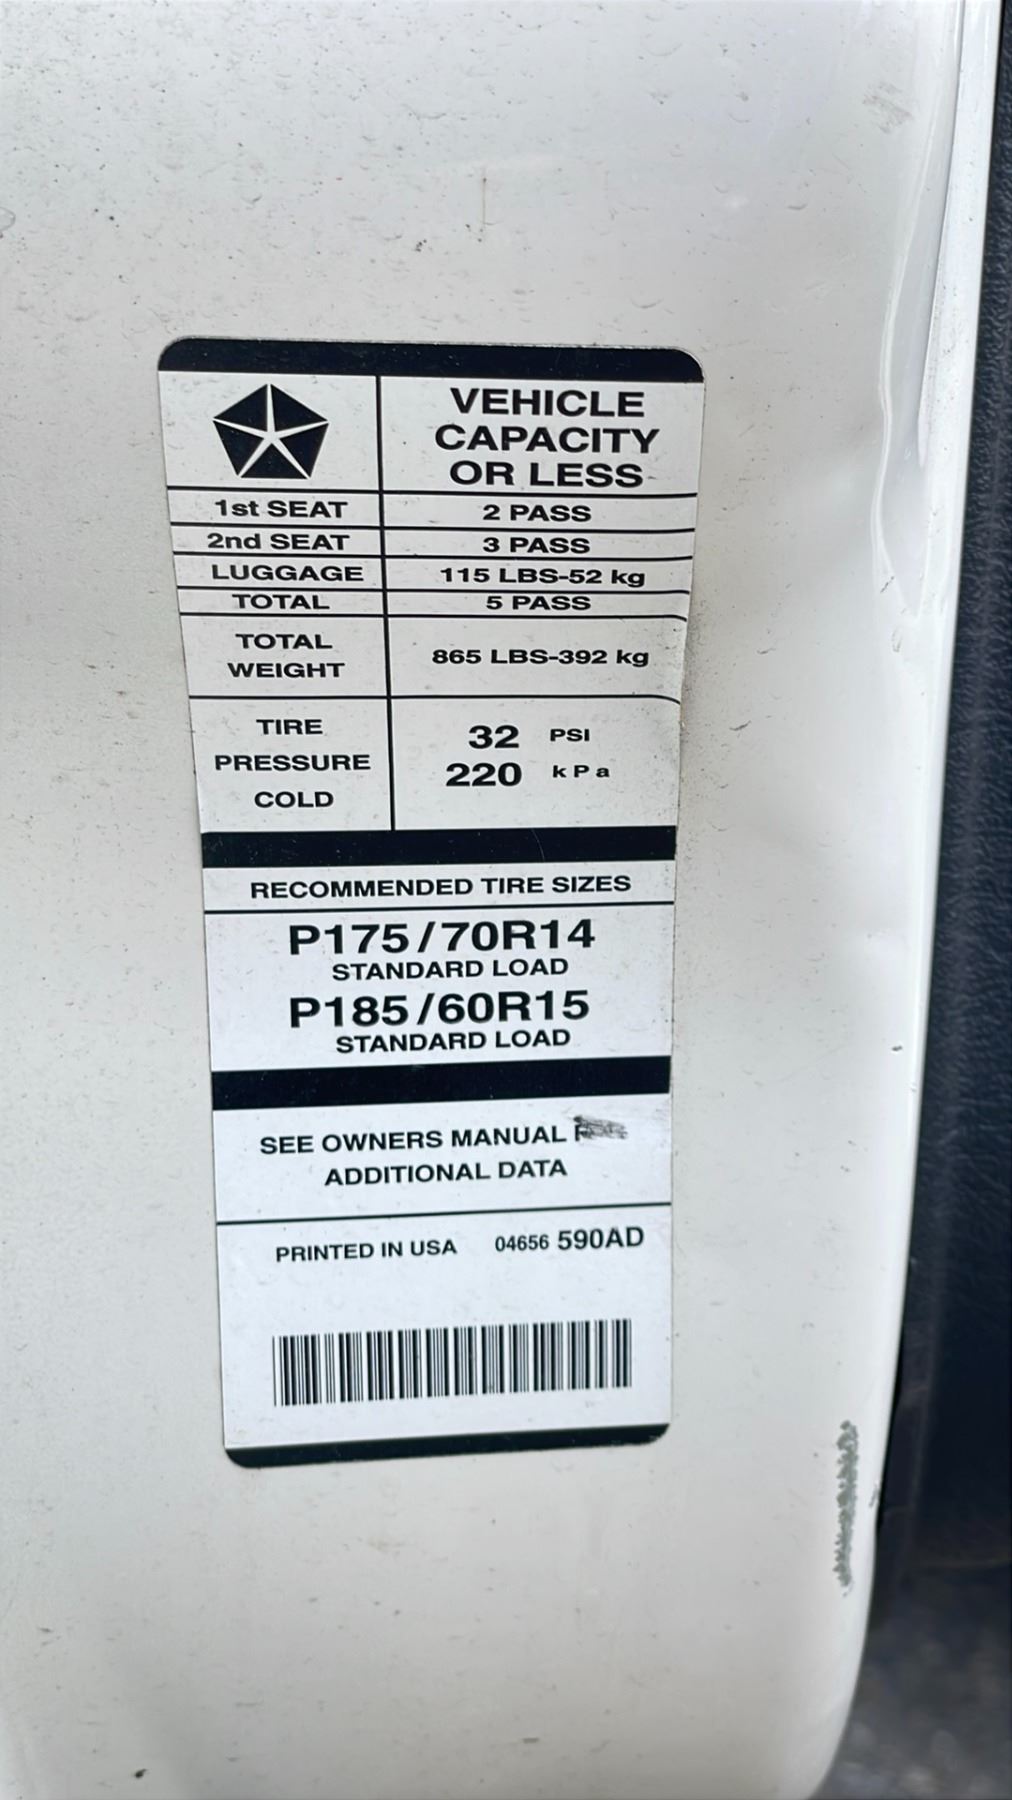 VEHICLE
CAPACITY
OR LESS
1st SEAT 2 PASS
2nd SEAT 3 PASS
LUGGAGE 115 LBS-52 kg
TOTAL 5 PASS
TOTAL
WEIGHT
865 LBS-392 kg
TIRE
PRESSURE
COLD
32 PSI
220 kPa
RECOMMENDED TIRE SIZES
P175/70R14
STANDARD LOAD
P185/60R15
STANDARD LOAD
SEE OWNERS MANUAL
ADDITIONAL DATA
PRINTED IN USA 04656 590AD